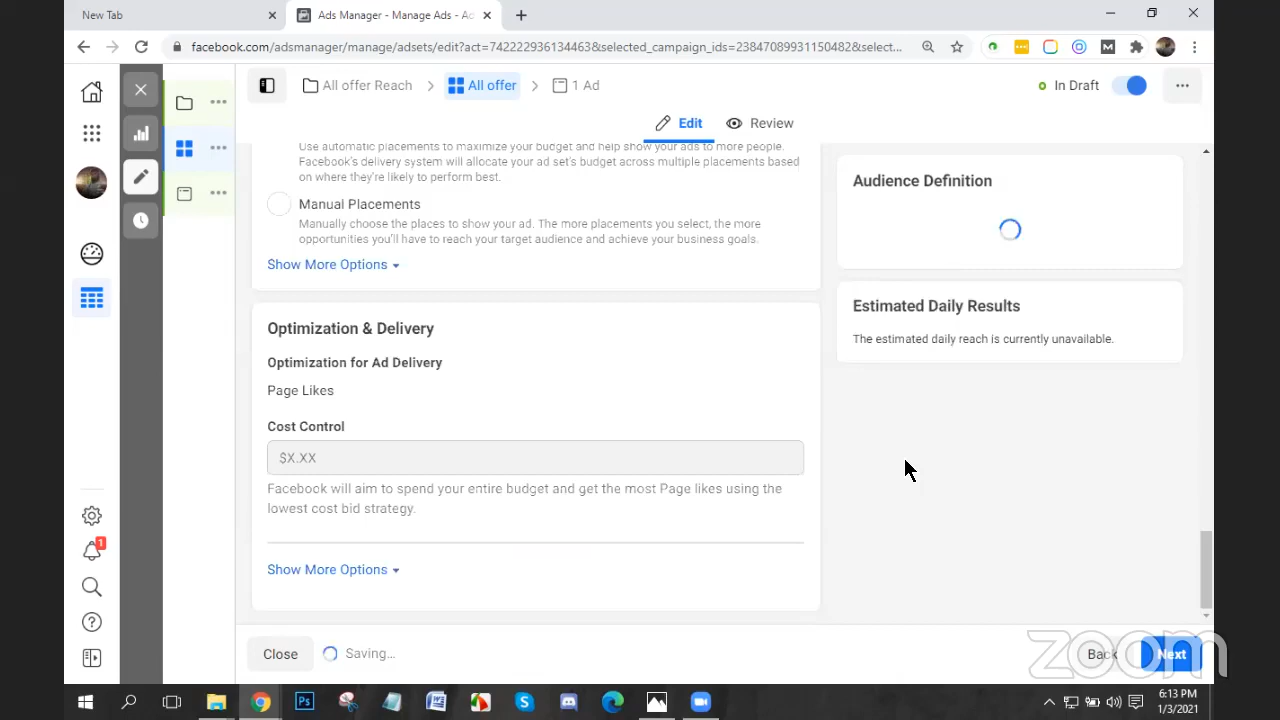 New Tab
Ads Manager - Manage Ads - Ac
facebook.com/adsmanager/manage/adsets/edit?act=742222936134463&selected_campaign_ids=23847089931150482&selec...
All offer Reach
All offer
1 Ad
In Draft
Edit
Review
Use automatic placements to maximize your budget and help show your ads to more people.
Facebook's delivery system will allocate your ad set's budget across multiple placements based
on where they're likely to perform best.
Manual Placements
Manually choose the places to show your ad. The more placements you select, the more
opportunities you'll have to reach your target audience and achieve your business goals.
Show More Options
Optimization & Delivery
Optimization for Ad Delivery
Page Likes
Cost Control
$X.XX
Facebook will aim to spend your entire budget and get the most Page likes using the
lowest cost bid strategy.
Show More Options
Audience Definition
Estimated Daily Results
The estimated daily reach is currently unavailable.
1
Close
Saving...
Back
Next
zoom
6:13 PM
1/3/2021